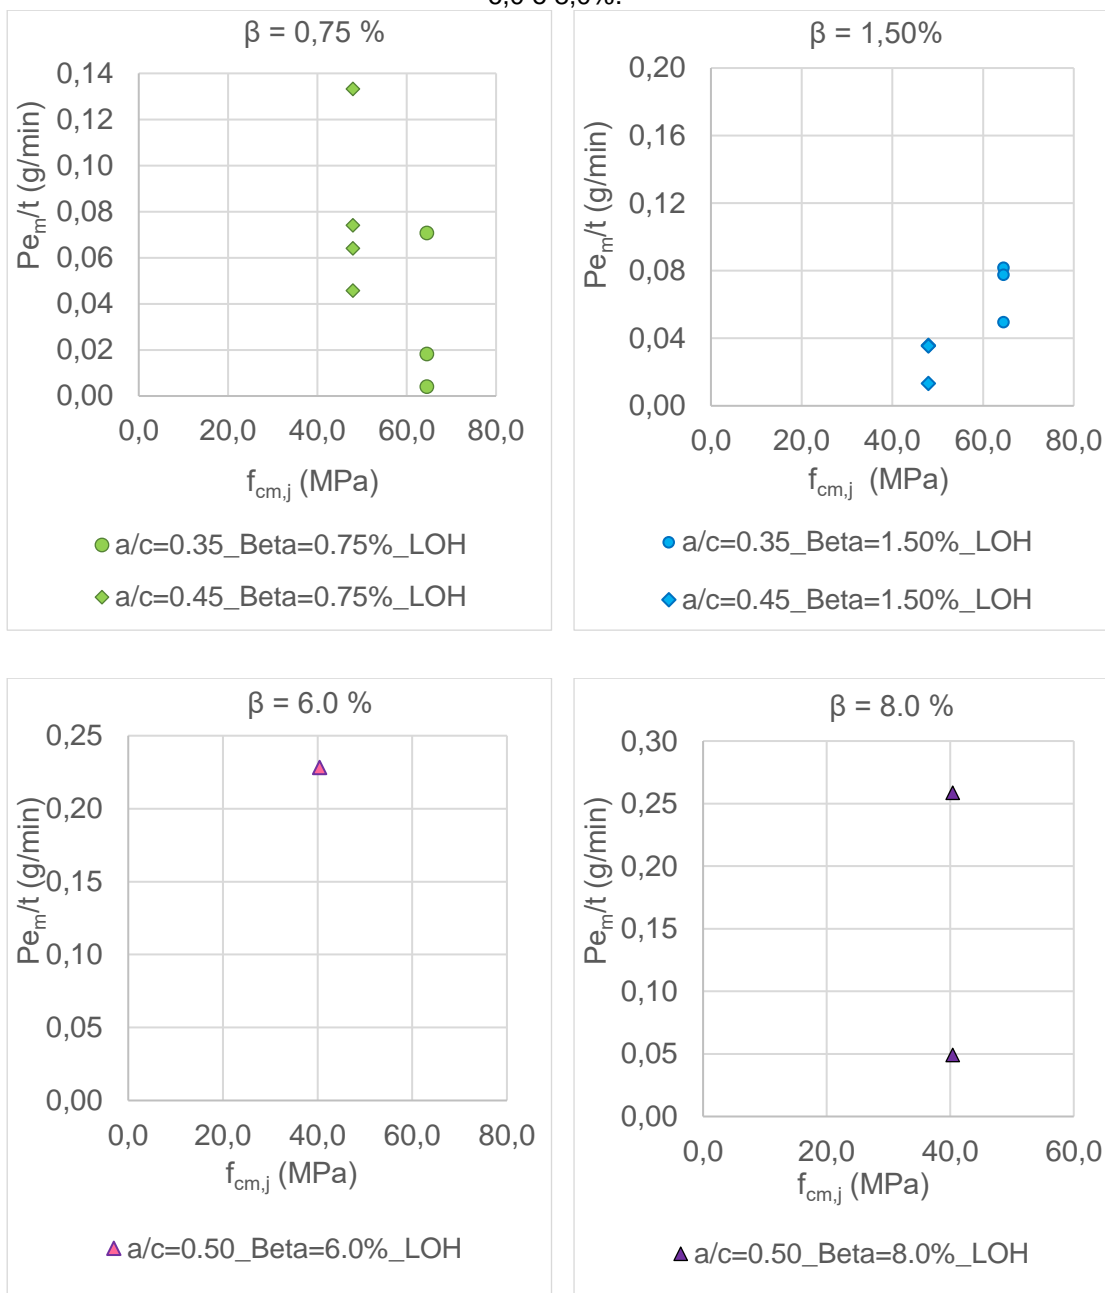 β = 0,75 %
0,14
0,12
0,10
0,08
0,06
0,04
0,02
0,00
Pem/t (g/min)
0,0 20,0 40,0 60,0 80,0
fcm,j (MPa)
a/c=0.35_Beta=0.75%_LOH
a/c=0.45_Beta=0.75%_LOH
β = 1,50%
0,20
0,16
0,12
0,08
0,04
0,00
Pem/t (g/min)
0,0 20,0 40,0 60,0 80,0
fcm,j (MPa)
a/c=0.35_Beta=1.50%_LOH
a/c=0.45_Beta=1.50%_LOH
β = 6.0 %
0,25
0,20
0,15
0,10
0,05
0,00
Pem/t (g/min)
0,0 20,0 40,0 60,0 80,0
fcm,j (MPa)
a/c=0.50_Beta=6.0%_LOH
β = 8.0 %
0,30
0,25
0,20
0,15
0,10
0,05
0,00
Pem/t (g/min)
0,0 20,0 40,0 60,0
fcm,j (MPa)
a/c=0.50_Beta=8.0%_LOH